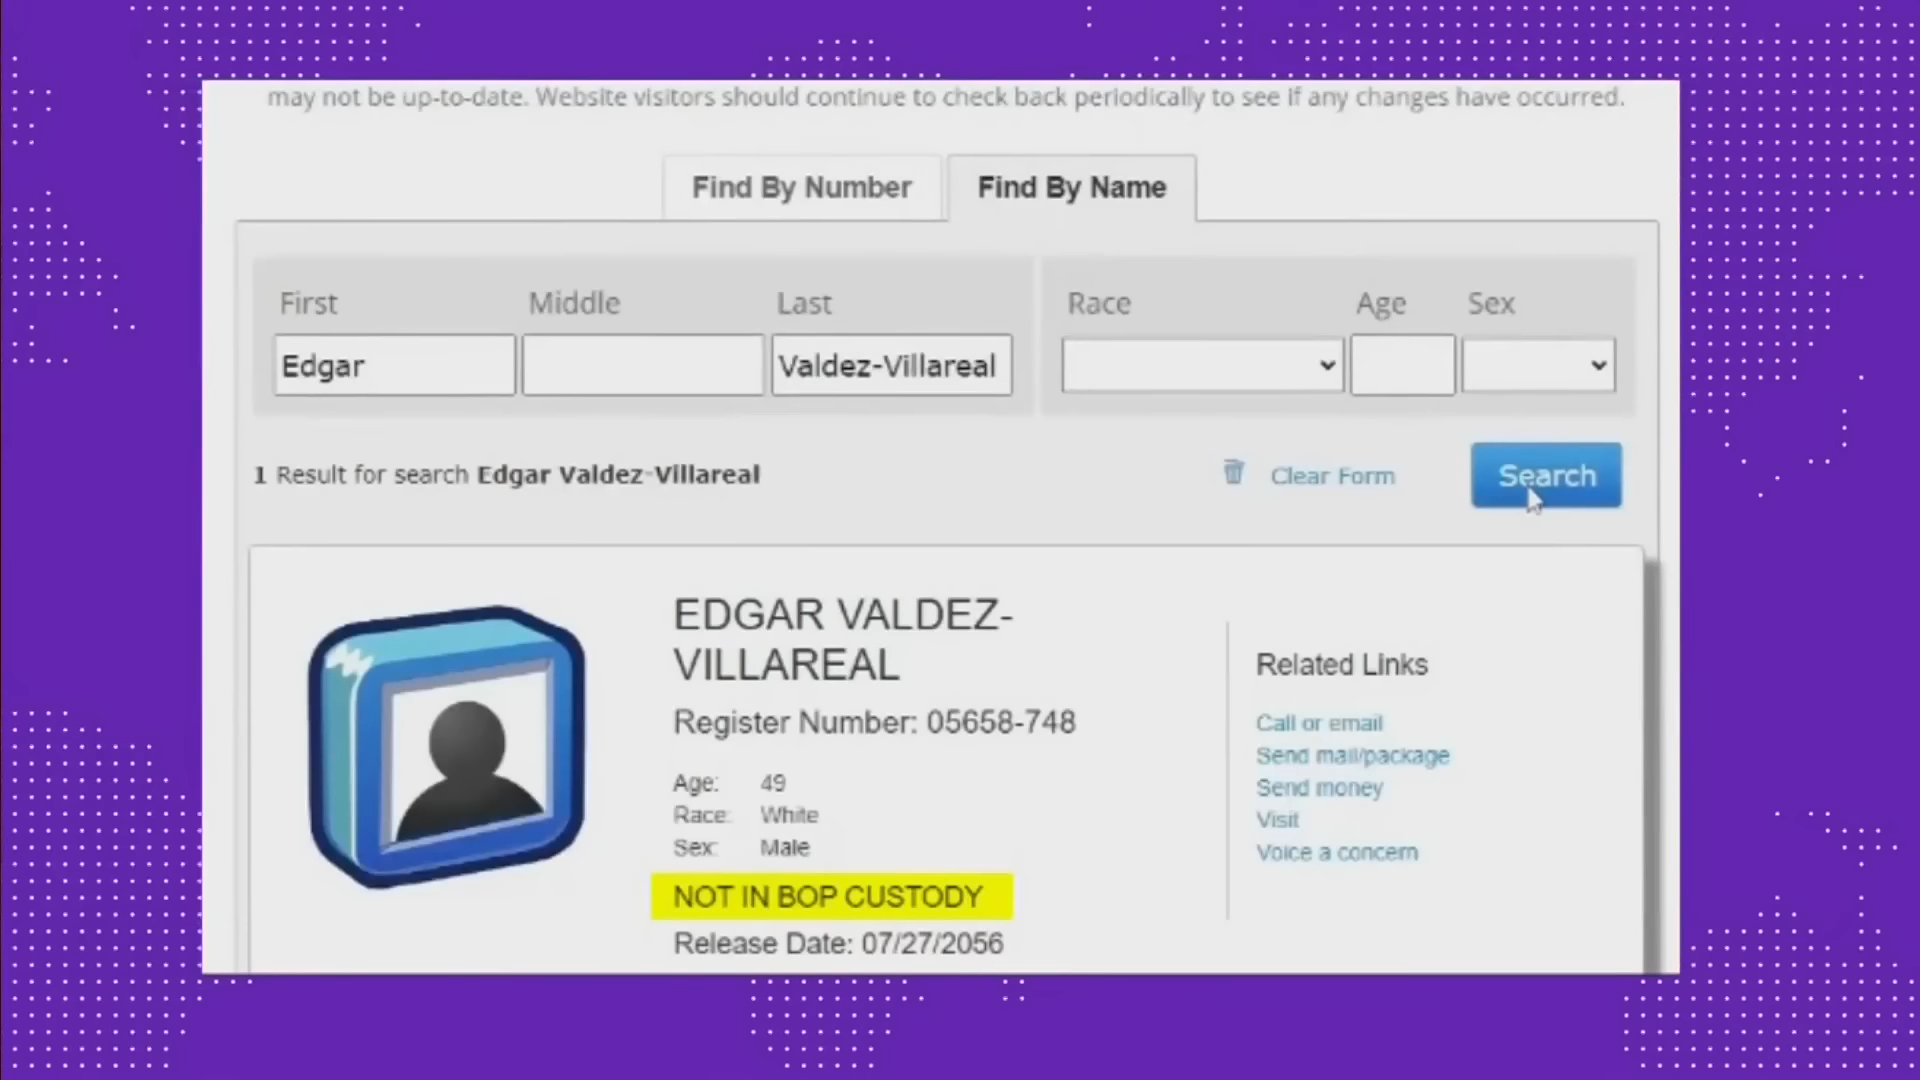 may not be up-to-date. Website visitors should continue to check back periodically to see if any changes have occurred.
Find By Number Find By Name
First Middle Last Race Age Sex
Edgar Valdez-Villareal
1 Result for search Edgar Valdez-Villareal Clear Form Search
EDGAR VALDEZ-
VILLAREAL
Register Number: 05658-748
Age: 49
Race: White
Sex: Male
NOT IN BOP CUSTODY
Release Date: 07/27/2056
Related Links
Call or email
Send mail/package
Send money
Visit
Voice a concern